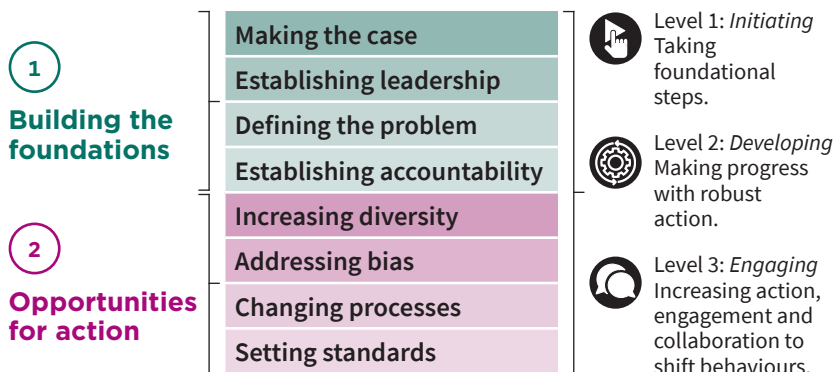 1
Building the
foundations
2
Opportunities
for action
Making the case
Establishing leadership
Defining the problem
Establishing accountability
Increasing diversity
Addressing bias
Changing processes
Setting standards
Level 1: Initiating
Taking
foundational
steps.
Level 2: Developing
Making progress
with robust
action.
Level 3: Engaging
Increasing action,
engagement and
collaboration to
shift behaviours.